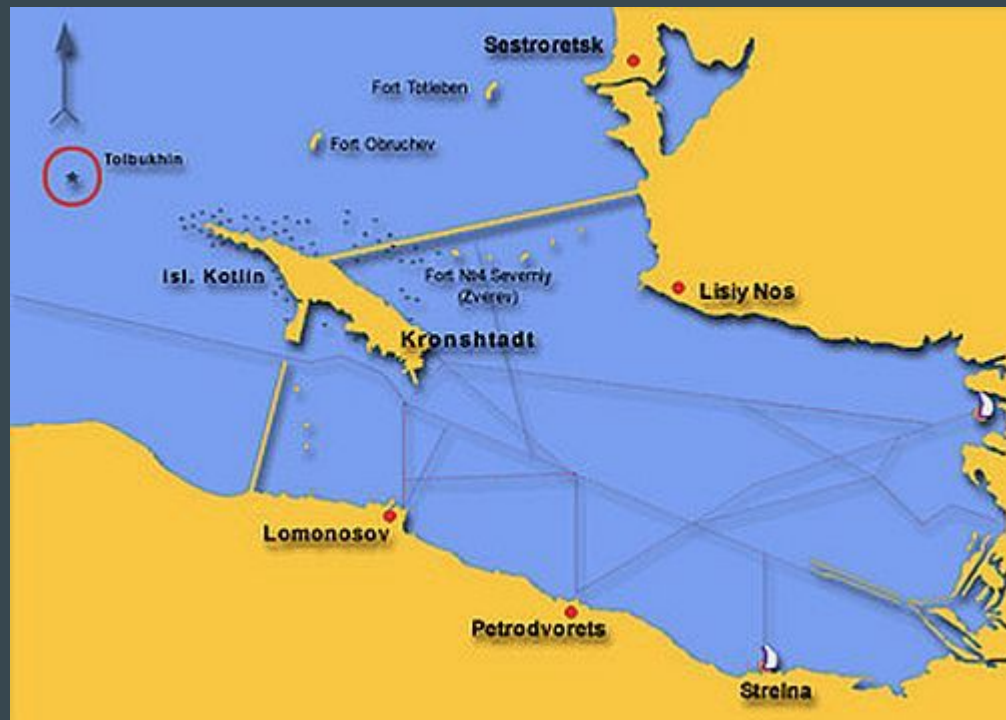 Sestroretsk
Fort Totleben
Fort Obruchev
Tolbukhin
Isl. Kotlin
Fort №4 Severniy
(Zverev)
Lisiy Nos
Kronshtadt
Lomonosov
Petrodvorets
Strelna